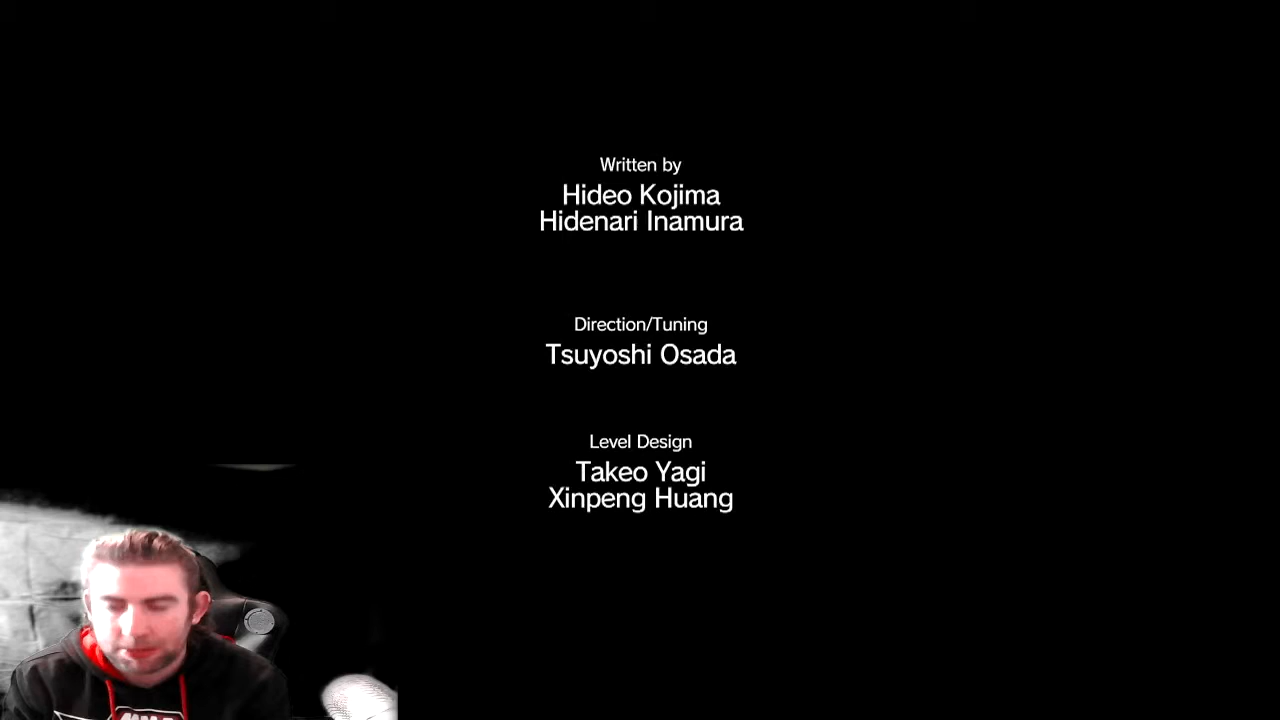 Written by
Hideo Kojima
Hidenari Inamura
Direction/Tuning
Tsuyoshi Osada
Level Design
Takeo Yagi
Xinpeng Huang